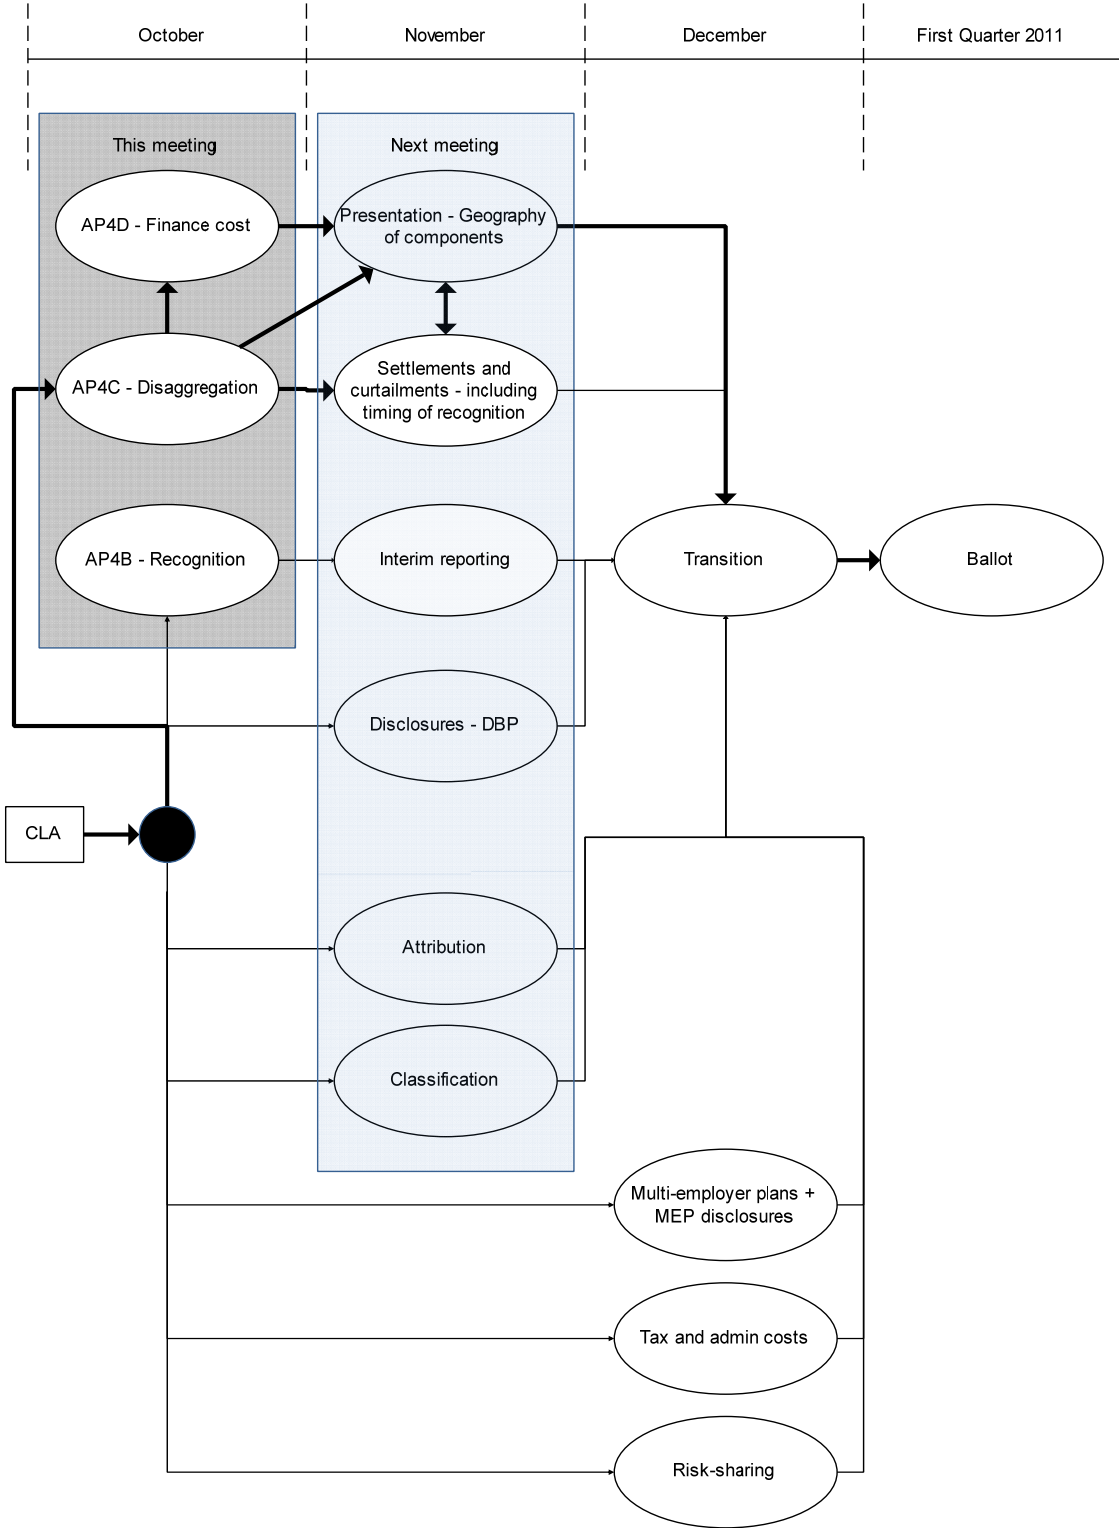 October
November
December
First Quarter 2011
This meeting
Next meeting
AP4D - Finance cost
Presentation - Geography
of components
AP4C - Disaggregation
Settlements and
curtailments - including
timing of recognition
AP4B - Recognition
Interim reporting
Transition
Ballot
Disclosures - DBP
CLA
Attribution
Classification
Multi-employer plans +
MEP disclosures
Tax and admin costs
Risk-sharing